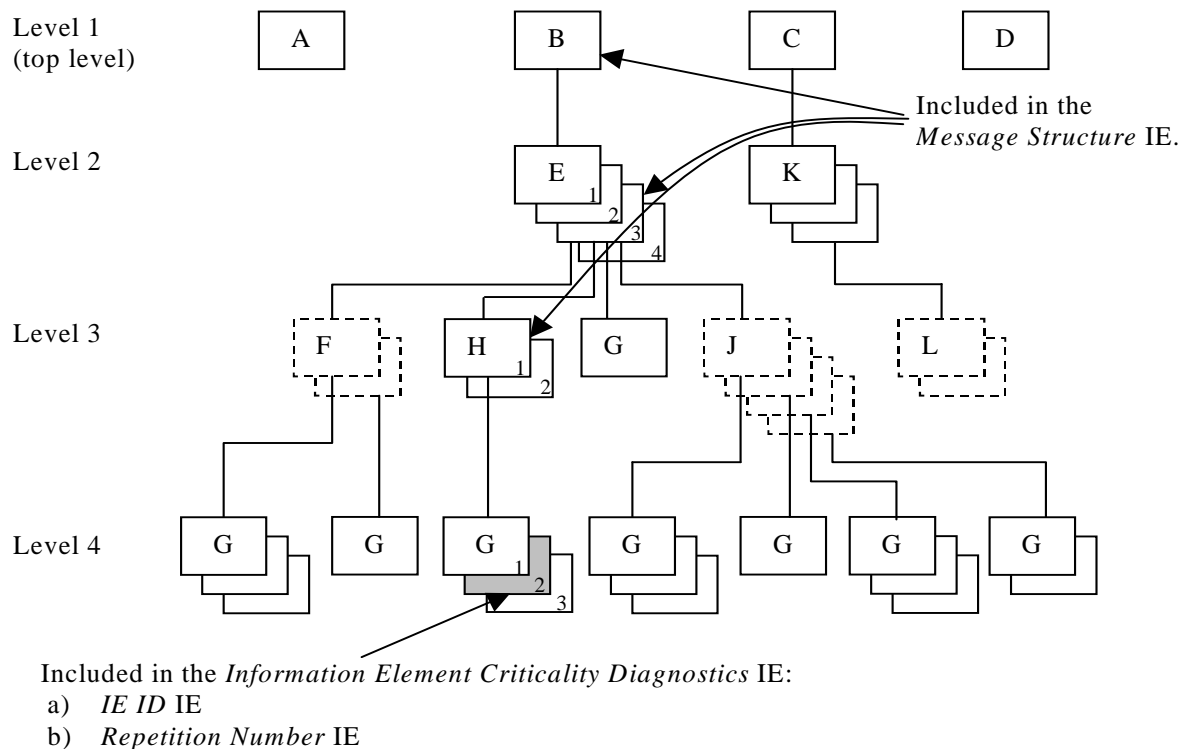 Level 1
(top level)
A
B
C
D
Included in the
Message Structure IE.
Level 2
E
1
2
3
4
K
Level 3
F
H
1
2
G
J
L
Level 4
G
G
G
1
2
3
G
G
G
G
Included in the Information Element Criticality Diagnostics IE:
a) IE ID IE
b) Repetition Number IE